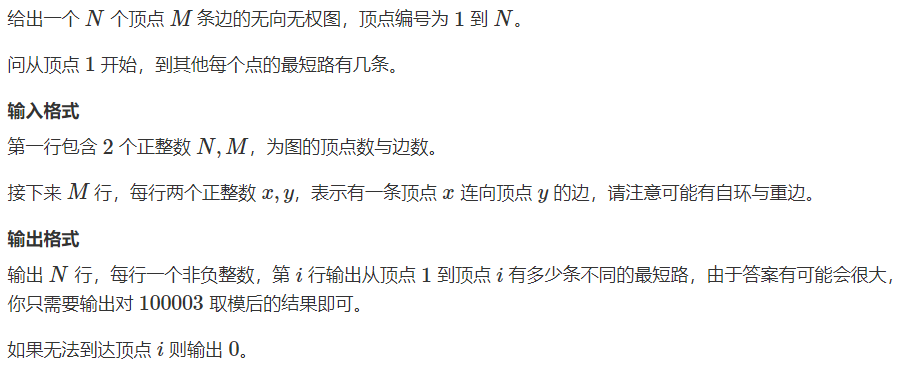 给出一个 N 个顶点 M 条边的无向无权图，顶点编号为 1 到 N。
问从顶点 1 开始，到其他每个点的最短路有几条。
输入格式
第一行包含 2 个正整数 N, M，为图的顶点数与边数。
接下来 M 行，每行两个正整数 x, y，表示有一条顶点 x 连向顶点 y 的边，请注意可能有自环与重边。
输出格式
输出 N 行，每行一个非负整数，第 i 行输出从顶点 1 到顶点 i 有多少条不同的最短路，由于答案有可能会很大，
你只需要输出对 100003 取模后的结果即可。
如果无法到达顶点 i 则输出 0。